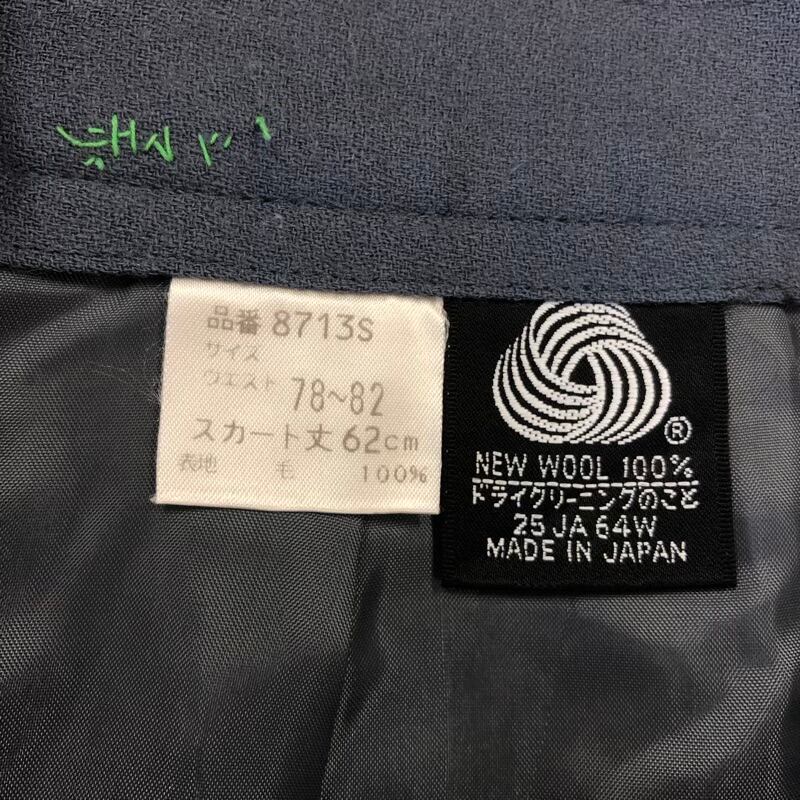 品番 8713S
サイズ
ウエスト 78~82
スカート丈 62cm
表地 毛 100%
®
NEW WOOL 100%
ドライクリーニングのこと
25 JA 64W
MADE IN JAPAN